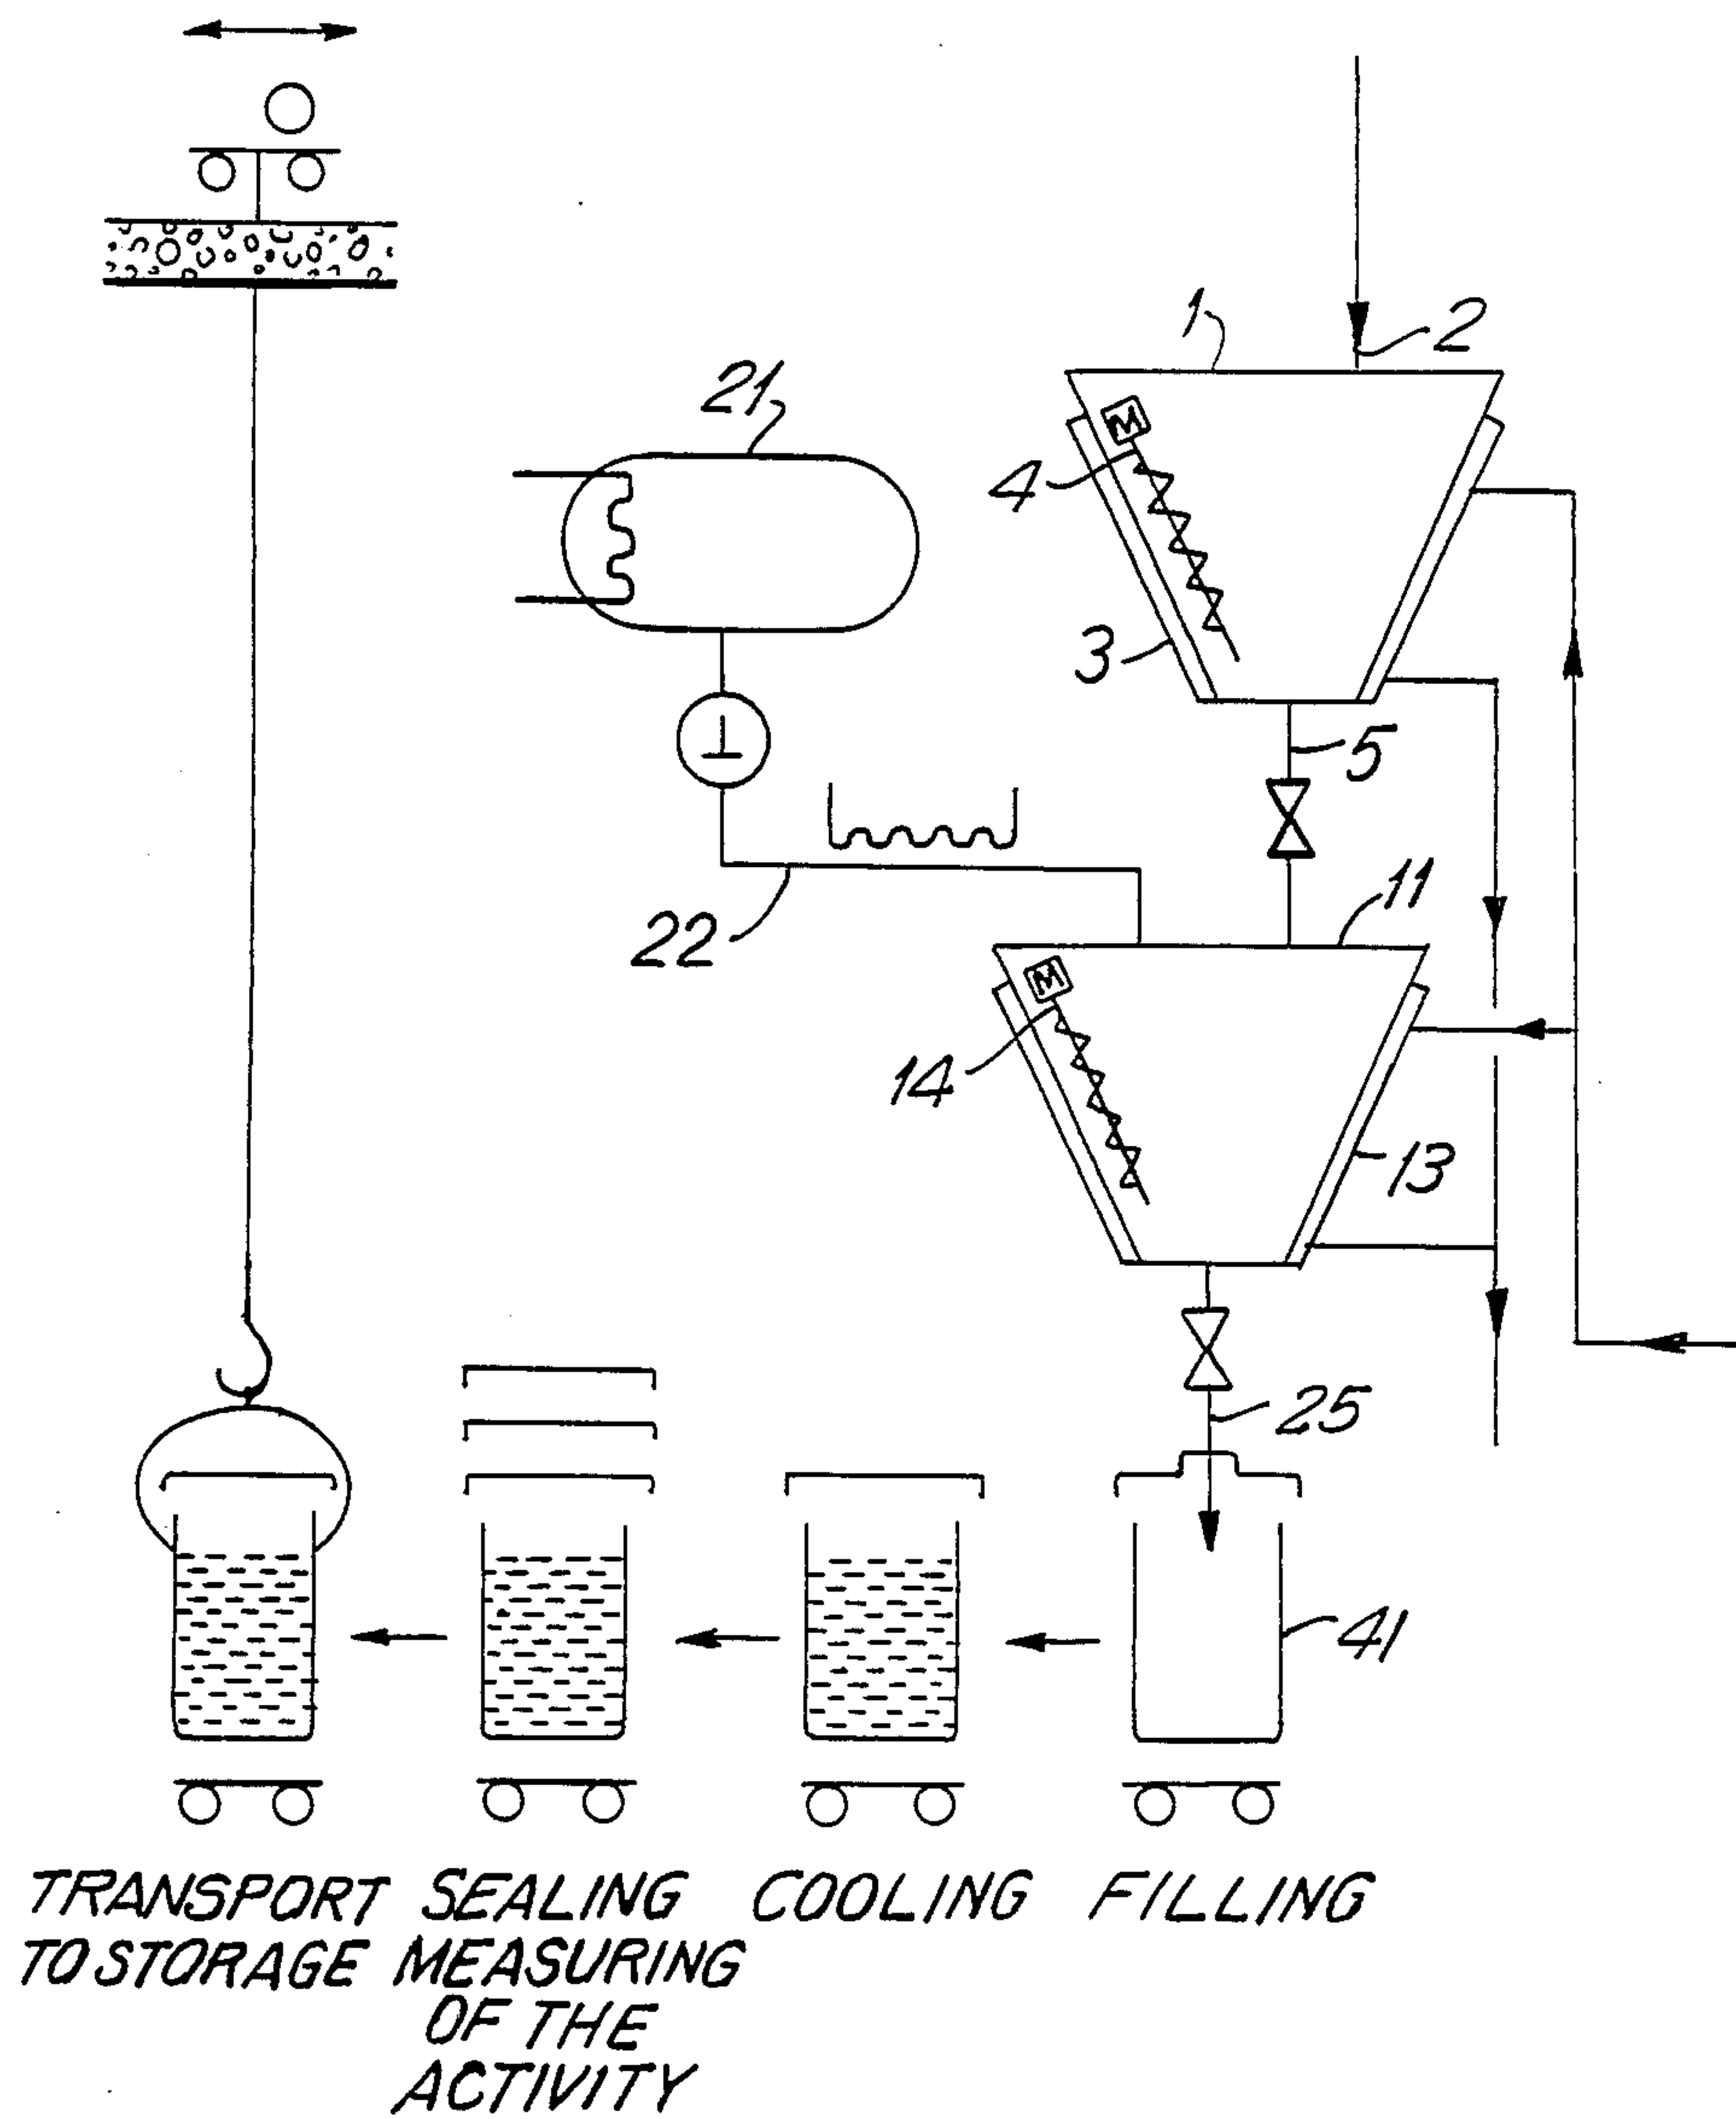 1
2
21
M
4
3
5
11
22
M
14
13
25
41
TRANSPORT SEALING COOLING FILLING
TO STORAGE MEASURING
OF THE
ACTIVITY